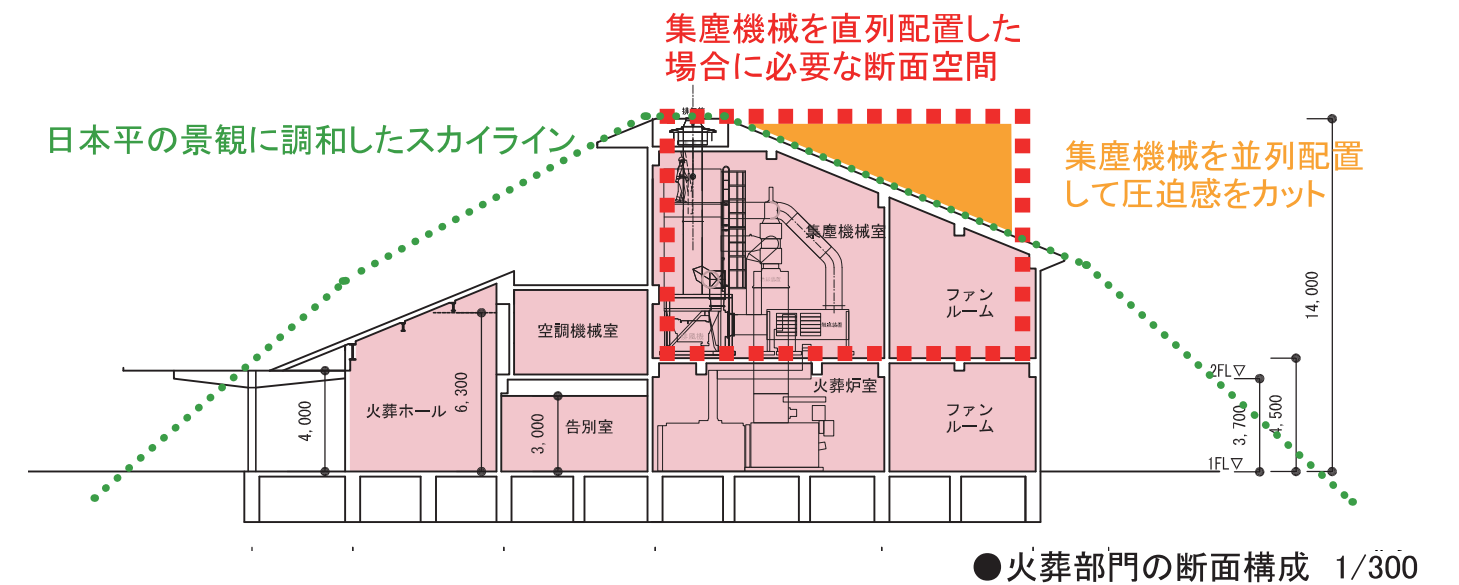 集塵機械を直列配置した
場合に必要な断面空間
日本平の景観に調和したスカイライン
集塵機械を並列配置
して圧迫感をカット
集塵機械室
ファン
ルーム
空調機械室
火葬ホール
6,300
4,000
3,000
告別室
火葬炉室
ファン
ルーム
14,000
2FL▽
3,700
4,500
1FL▽
●火葬部門の断面構成 1/300